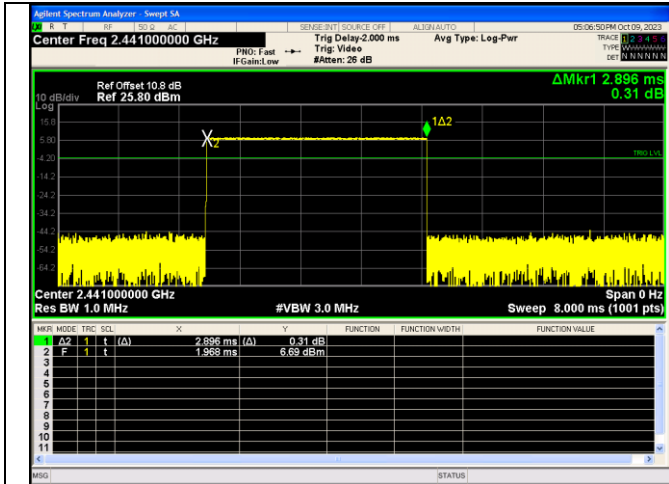 Agilent Spectrum Analyzer - Swept SA
R T RF 50 Ω AC SENSE:INT SOURCE OFF ALIGN AUTO 05:06:50PM Oct 09, 2023
Center Freq 2.441000000 GHz
PNO: Fast
IFGain:Low
Trig Delay-2.000 ms
Trig: Video
#Atten: 26 dB
Avg Type: Log-Pwr
TRACE 1 2 3 4 5 6
TYPE WWWWWW
DET N N N N N N
ΔMkr1 2.896 ms
0.31 dB
Ref Offset 10.8 dB
10 dB/div Ref 25.80 dBm
Log
15.8
1Δ2
5.80
2
-4.20
TRIG LVL
-14.2
-24.2
-34.2
-44.2
-54.2
-64.2
Center 2.441000000 GHz Span 0 Hz
Res BW 1.0 MHz #VBW 3.0 MHz Sweep 8.000 ms (1001 pts)
MKR MODE TRC SCL X Y FUNCTION FUNCTION WIDTH FUNCTION VALUE
1 Δ2 1 t (Δ) 2.896 ms (Δ) 0.31 dB
2 F 1 t 1.968 ms 6.69 dBm
3
4
5
6
7
8
9
10
11
MSG STATUS